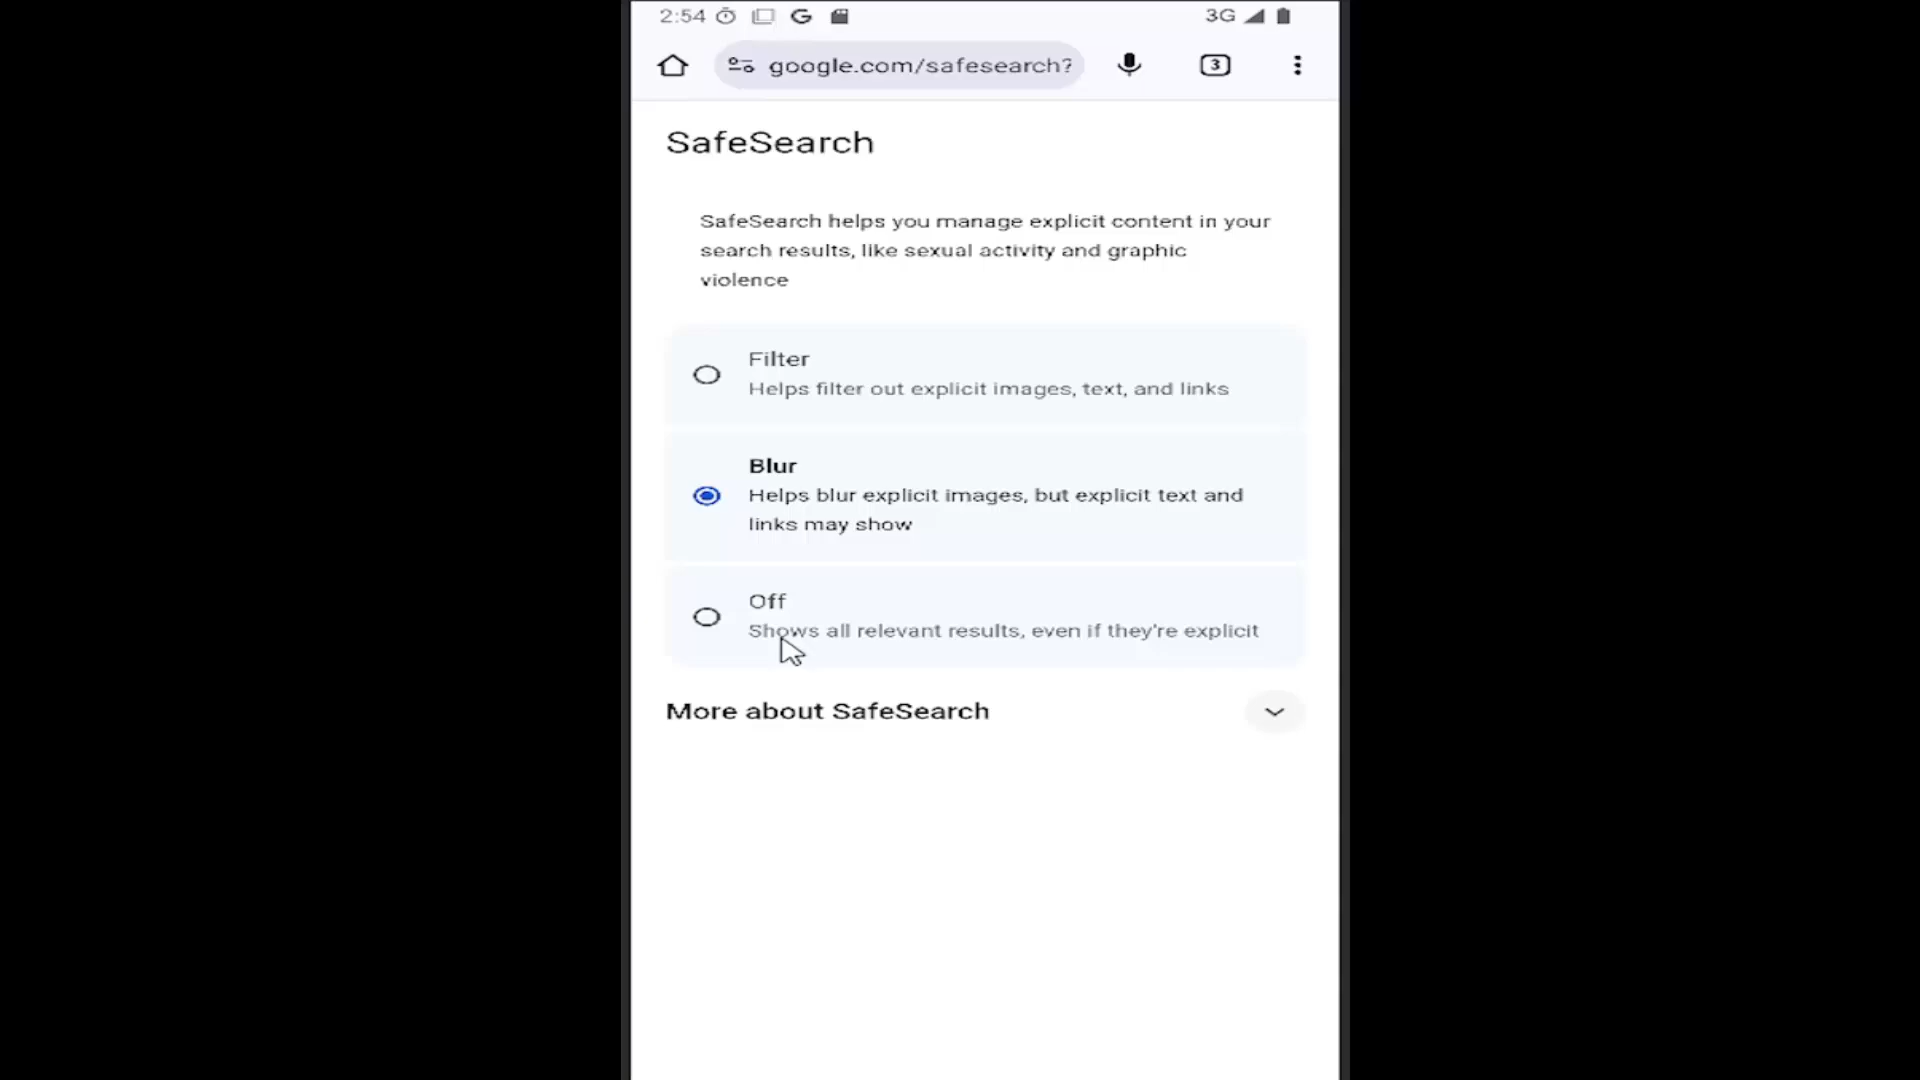 2:54
3G
google.com/safesearch?
3
SafeSearch
SafeSearch helps you manage explicit content in your
search results, like sexual activity and graphic
violence
Filter
Helps filter out explicit images, text, and links
Blur
Helps blur explicit images, but explicit text and
links may show
Off
Shows all relevant results, even if they're explicit
More about SafeSearch